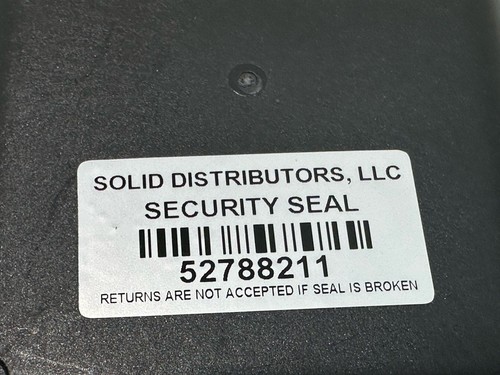 SOLID DISTRIBUTORS, LLC
SECURITY SEAL
52788211
RETURNS ARE NOT ACCEPTED IF SEAL IS BROKEN